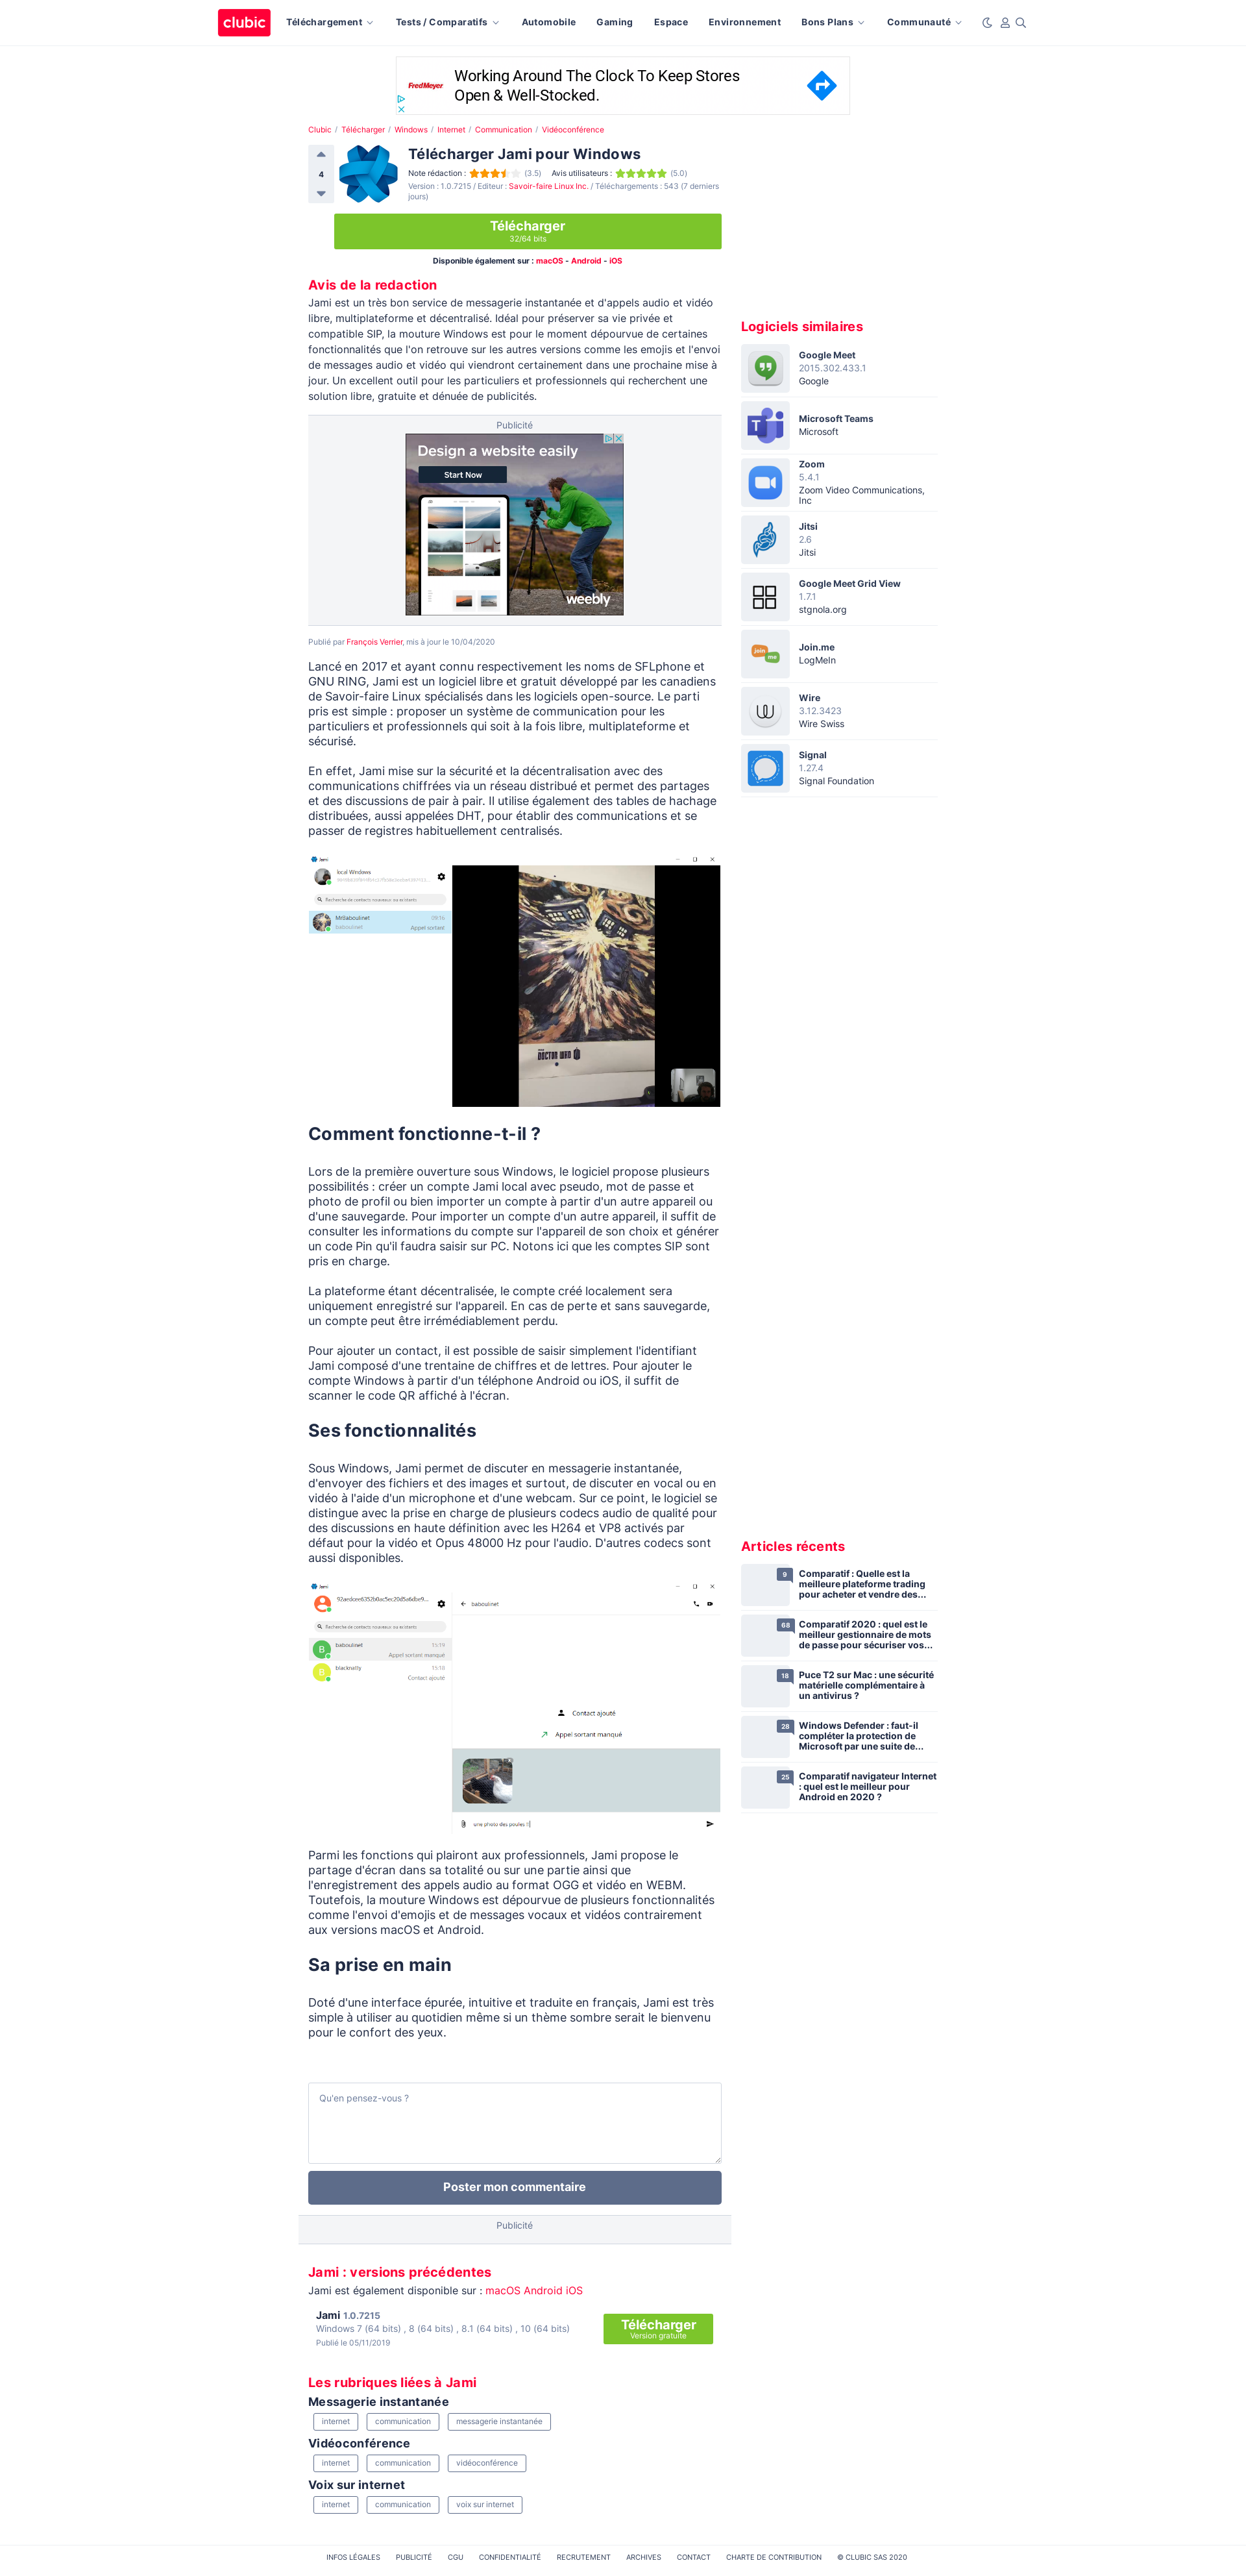 clubic
Téléchargement
Tests / Comparatifs
Automobile
Gaming
Espace
Environnement
Bons Plans
Communauté
FredMeyer
Working Around The Clock To Keep Stores
Open & Well-Stocked.
Clubic / Télécharger / Windows / Internet / Communication / Vidéoconférence
4
Télécharger Jami pour Windows
Note rédaction : (3.5) Avis utilisateurs : (5.0)
Version : 1.0.7215 / Editeur : Savoir-faire Linux Inc. / Téléchargements : 543 (7 derniers
jours)
Télécharger
32/64 bits
Disponible également sur : macOS - Android - iOS
Avis de la redaction
Jami est un très bon service de messagerie instantanée et d'appels audio et vidéo
libre, multiplateforme et décentralisé. Idéal pour préserver sa vie privée et
compatible SIP, la mouture Windows est pour le moment dépourvue de certaines
fonctionnalités que l'on retrouve sur les autres versions comme les emojis et l'envoi
de messages audio et vidéo qui viendront certainement dans une prochaine mise à
jour. Un excellent outil pour les particuliers et professionnels qui recherchent une
solution libre, gratuite et dénuée de publicités.
Publicité
Design a website easily
Start Now
weebly
Publié par François Verrier, mis à jour le 10/04/2020
Lancé en 2017 et ayant connu respectivement les noms de SFLphone et
GNU RING, Jami est un logiciel libre et gratuit développé par les canadiens
de Savoir-faire Linux spécialisés dans les logiciels open-source. Le parti
pris est simple : proposer un système de communication pour les
particuliers et professionnels qui soit à la fois libre, multiplateforme et
sécurisé.
En effet, Jami mise sur la sécurité et la décentralisation avec des
communications chiffrées via un réseau distribué et permet des partages
et des discussions de pair à pair. Il utilise également des tables de hachage
distribuées, aussi appelées DHT, pour établir des communications et se
passer de registres habituellement centralisés.
Jami
local Windows
Recherche de contacts nouveaux ou existants
Mrllaboulinet
09/16
baboulinet
Appel sortant
DOCTOR WHO
Comment fonctionne-t-il ?
Lors de la première ouverture sous Windows, le logiciel propose plusieurs
possibilités : créer un compte Jami local avec pseudo, mot de passe et
photo de profil ou bien importer un compte à partir d'un autre appareil ou
d'une sauvegarde. Pour importer un compte d'un autre appareil, il suffit de
consulter les informations du compte sur l'appareil de son choix et générer
un code Pin qu'il faudra saisir sur PC. Notons ici que les comptes SIP sont
pris en charge.
La plateforme étant décentralisée, le compte créé localement sera
uniquement enregistré sur l'appareil. En cas de perte et sans sauvegarde,
un compte peut être irrémédiablement perdu.
Pour ajouter un contact, il est possible de saisir simplement l'identifiant
Jami composé d'une trentaine de chiffres et de lettres. Pour ajouter le
compte Windows à partir d'un téléphone Android ou iOS, il suffit de
scanner le code QR affiché à l'écran.
Ses fonctionnalités
Sous Windows, Jami permet de discuter en messagerie instantanée,
d'envoyer des fichiers et des images et surtout, de discuter en vocal ou en
vidéo à l'aide d'un microphone et d'une webcam. Sur ce point, le logiciel se
distingue avec la prise en charge de plusieurs codecs audio de qualité pour
des discussions en haute définition avec les H264 et VP8 activés par
défaut pour la vidéo et Opus 48000 Hz pour l'audio. D'autres codecs sont
aussi disponibles.
Jami
baboulinet
Recherche de contacts nouveaux ou existants
B
baboulinet
11/19
Appel sortant manqué
B
blacknelly
11/19
Contact ajouté
Contact ajouté
Appel sortant manqué
une photo des poules !!
Parmi les fonctions qui plairont aux professionnels, Jami propose le
partage d'écran dans sa totalité ou sur une partie ainsi que
l'enregistrement des appels audio au format OGG et vidéo en WEBM.
Toutefois, la mouture Windows est dépourvue de plusieurs fonctionnalités
comme l'envoi d'emojis et de messages vocaux et vidéos contrairement
aux versions macOS et Android.
Sa prise en main
Doté d'une interface épurée, intuitive et traduite en français, Jami est très
simple à utiliser au quotidien même si un thème sombre serait le bienvenu
pour le confort des yeux.
Qu'en pensez-vous ?
Poster mon commentaire
Publicité
Jami : versions précédentes
Jami est également disponible sur : macOS Android iOS
Jami 1.0.7215
Windows 7 (64 bits) , 8 (64 bits) , 8.1 (64 bits) , 10 (64 bits)
Publié le 05/11/2019
Télécharger
Version gratuite
Les rubriques liées à Jami
Messagerie instantanée
internet
communication
messagerie instantanée
Vidéoconférence
internet
communication
vidéoconférence
Voix sur internet
internet
communication
voix sur internet
Logiciels similaires
Google Meet
2015.302.433.1
Google
Microsoft Teams
Microsoft
Zoom
5.4.1
Zoom Video Communications,
Inc
Jitsi
2.6
Jitsi
Google Meet Grid View
1.7.1
stgnola.org
join me
Join.me
LogMeIn
Wire
3.12.3423
Wire Swiss
Signal
1.27.4
Signal Foundation
Articles récents
9
Comparatif : Quelle est la
meilleure plateforme trading
pour acheter et vendre des...
68
Comparatif 2020 : quel est le
meilleur gestionnaire de mots
de passe pour sécuriser vos...
18
Puce T2 sur Mac : une sécurité
matérielle complémentaire à
un antivirus ?
28
Windows Defender : faut-il
compléter la protection de
Microsoft par une suite de...
25
Comparatif navigateur Internet
: quel est le meilleur pour
Android en 2020 ?
INFOS LÉGALES
PUBLICITÉ
CGU
CONFIDENTIALITÉ
RECRUTEMENT
ARCHIVES
CONTACT
CHARTE DE CONTRIBUTION
© CLUBIC SAS 2020